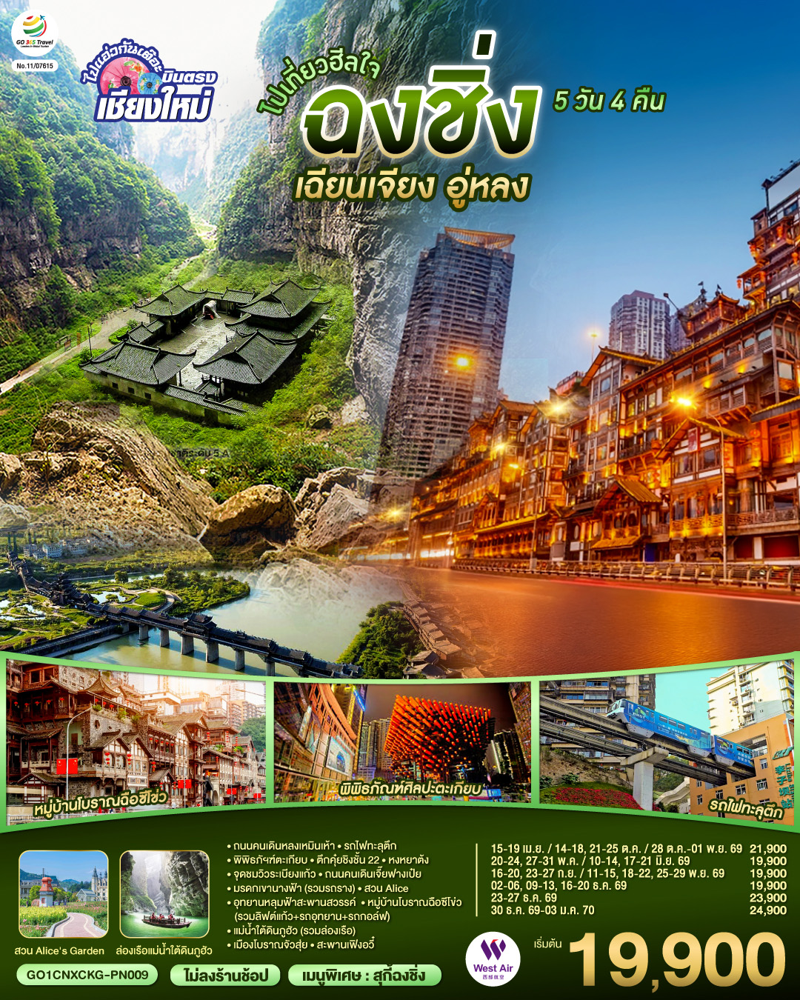 GO 365 Travel
Leaders in Global Tourism
No.11/07615
ไปแอ่วกันเต๊อะ
บินตรง
เชียงใหม่
ไปเที่ยวฮีลใจ
ฉงชิ่ง
5 วัน 4 คืน
เฉียนเจียง อู่หลง
หมู่บ้านโบราณฉือชีโข่ว
พิพิธภัณฑ์ศิลปะตะเกียบ
รถไฟทะลุตึก
สวน Alice's Garden
ล่องเรือแม่น้ำใต้ดินภูฮัว
• ถนนคนเดินหลงเหมินเห้า • รถไฟทะลุตึก
• พิพิธภัฯฑ์ตะเกียบ • ตึกคุ้ยชิงชั้น 22 • หงหยาต้ง
• จุดชมวิวระเบียงแก้ว • ถนนคนเดินเจี๊ยฟางเป่ย
• มรดกเขานางฟ้า (รวมรถราง) • สวน Alice
• อุทยานหลุมฟ้าสะพานสวรรค์ • หมู่บ้านโบราณฉือชีโข่ว
(รวมลิฟต์แก้ว+รถอุทยาน+รถกอล์ฟ)
• แม่น้ำใต้ดินภูฮัว (รวมล่องเรือ)
• เมืองโบราณจัวสุ่ย • สะพานเฟิงอวี๋
15-19 เม.ย. / 14-18, 21-25 ต.ค. / 28 ต.ค.-01 พ.ย. 69 21,900
20-24, 27-31 พ.ค. / 10-14, 17-21 มิ.ย. 69 19,900
16-20, 23-27 ก.ย. / 11-15, 18-22, 25-29 พ.ย. 69 19,900
02-06, 09-13, 16-20 ธ.ค. 69 19,900
23-27 ธ.ค. 69 23,900
30 ธ.ค. 69-03 ม.ค. 70 24,900
GO1CNXCKG-PN009
ไม่ลงร้านช้อป
เมนูพิเศษ : สุกี้ฉงชิ่ง
West Air
西部航空
เริ่มต้น 19,900